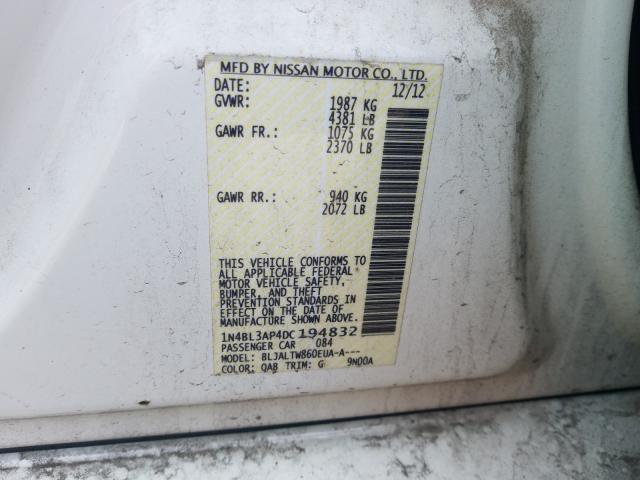 MFD BY NISSAN MOTOR CO., LTD.
DATE: 12/12
GVWR: 1987 KG
4381 LB
GAWR FR.: 1075 KG
2370 LB
GAWR RR.: 940 KG
2072 LB
THIS VEHICLE CONFORMS TO
ALL APPLICABLE FEDERAL
MOTOR VEHICLE SAFETY,
BUMPER, AND THEFT
PREVENTION STANDARDS IN
EFFECT ON THE DATE OF
MANUFACTURE SHOWN ABOVE.
1N4BL3AP4DC194832
PASSENGER CAR 084
MODEL: BLJALTW860EUA-A---
COLOR: QAB TRIM: G 9N00A